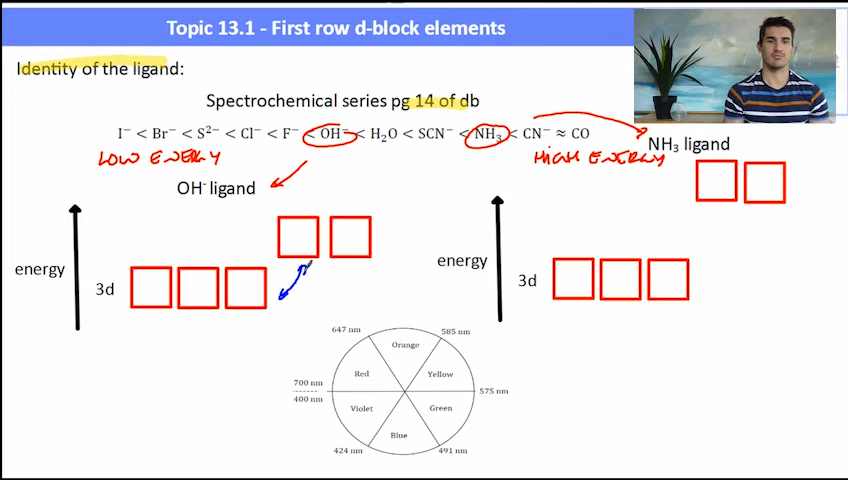 Topic 13.1 - First row d-block elements
Identity of the ligand:
Spectrochemical series pg 14 of db
I⁻ < Br⁻ < S²⁻ < Cl⁻ < F⁻ < OH⁻ < H₂O < SCN⁻ < NH₃ < CN⁻ ≈ CO
LOW ENERGY
HIGH ENERGY
NH₃ ligand
OH⁻ ligand
energy
3d
energy
3d
647 nm
585 nm
Orange
Red
Yellow
700 nm
400 nm
575 nm
Violet
Green
Blue
424 nm
491 nm